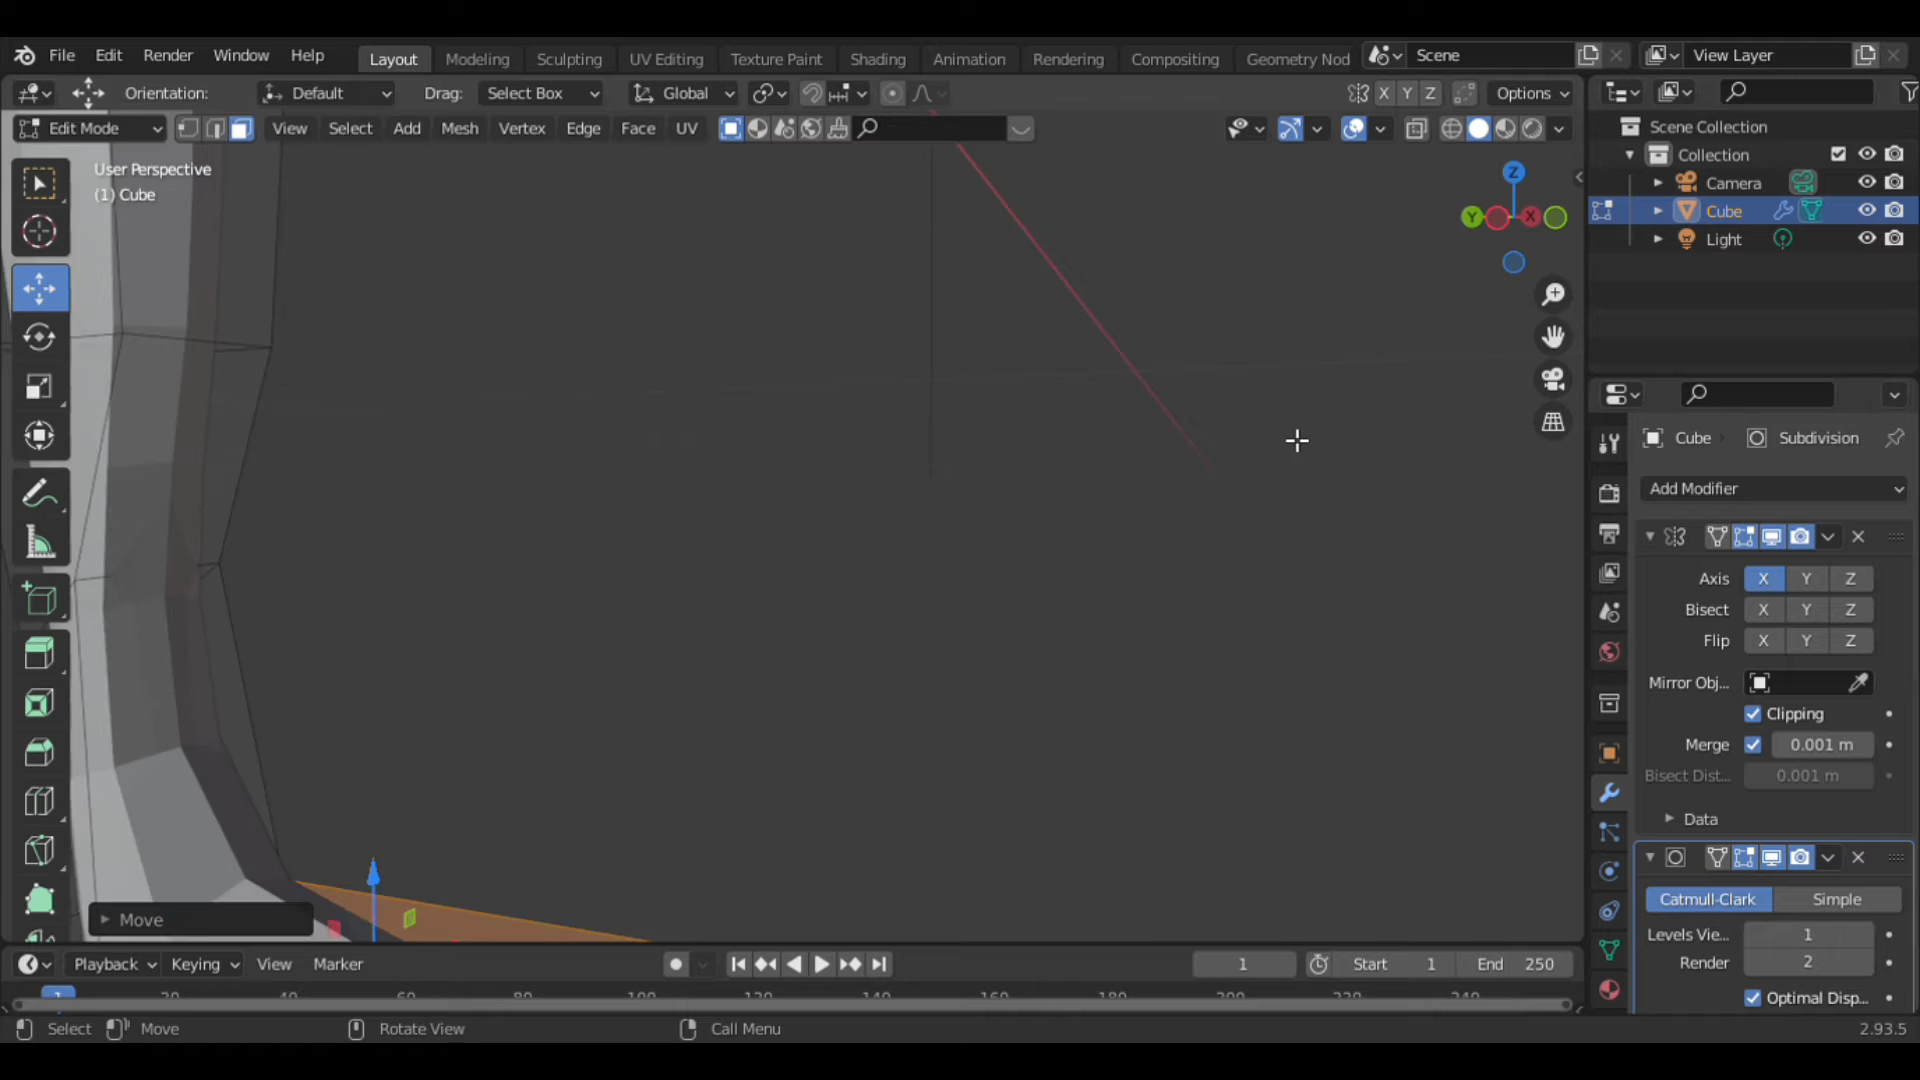 File Edit Render Window Help Layout Modeling Sculpting UV Editing Texture Paint Shading Animation Rendering Compositing Geometry Nod Scene View Layer
Orientation: Default Drag: Select Box Global X Y Z Options
Edit Mode View Select Add Mesh Vertex Edge Face UV
User Perspective
(1) Cube
Z
Y
X
Scene Collection
Collection
Camera
Cube
Light
Cube Subdivision
Add Modifier
Axis X Y Z
Bisect X Y Z
Flip X Y Z
Mirror Obj...
Clipping
Merge 0.001 m
Bisect Dist... 0.001 m
Data
Catmull-Clark Simple
Levels Vie... 1
Render 2
Optimal Disp...
Move
Playback Keying View Marker 1 Start 1 End 250
Select Move Rotate View Call Menu 2.93.5